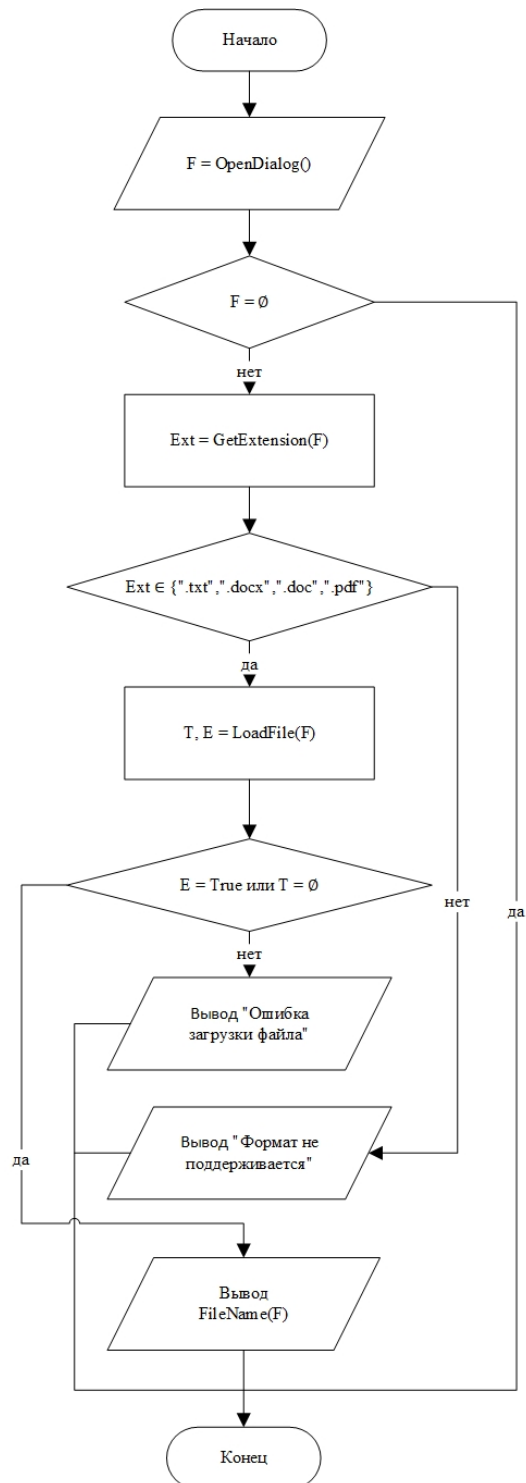 Начало
F = OpenDialog()
F = ∅
нет
Ext = GetExtension(F)
Ext ∈ {".txt",".docx",".doc",".pdf"}
да
T, E = LoadFile(F)
E = True или T = ∅
нет
да
нет
Вывод "Ошибка
загрузки файла"
Вывод "Формат не
поддерживается"
да
Вывод
FileName(F)
Конец